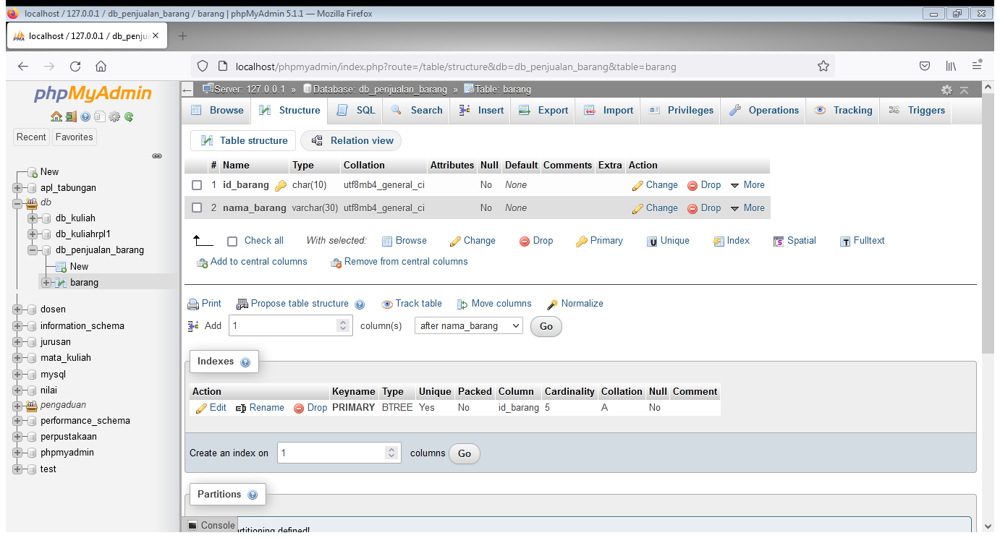 localhost / 127.0.0.1 / db_penjualan_barang / barang | phpMyAdmin 5.1.1 — Mozilla Firefox
localhost / 127.0.0.1 / db_penjua
localhost/phpmyadmin/index.php?route=/table/structure&db=db_penjualan_barang&table=barang
phpMyAdmin
Recent Favorites
New
apl_tabungan
db
db_kuliah
db_kuliahrpl1
db_penjualan_barang
New
barang
dosen
information_schema
jurusan
mata_kuliah
mysql
nilai
pengaduan
performance_schema
perpustakaan
phpmyadmin
test
Server: 127.0.0.1 » Database: db_penjualan_barang » Table: barang
Browse Structure SQL Search Insert Export Import Privileges Operations Tracking Triggers
Table structure Relation view
# Name Type Collation Attributes Null Default Comments Extra Action
1 id_barang char(10) utf8mb4_general_ci No None Change Drop More
2 nama_barang varchar(30) utf8mb4_general_ci No None Change Drop More
Check all With selected: Browse Change Drop Primary Unique Index Spatial Fulltext
Add to central columns Remove from central columns
Print Propose table structure Track table Move columns Normalize
Add 1 column(s) after nama_barang Go
Indexes
Action Keyname Type Unique Packed Column Cardinality Collation Null Comment
Edit Rename Drop PRIMARY BTREE Yes No id_barang 5 A No
Create an index on 1 columns Go
Partitions
Console
rtitioning defined!